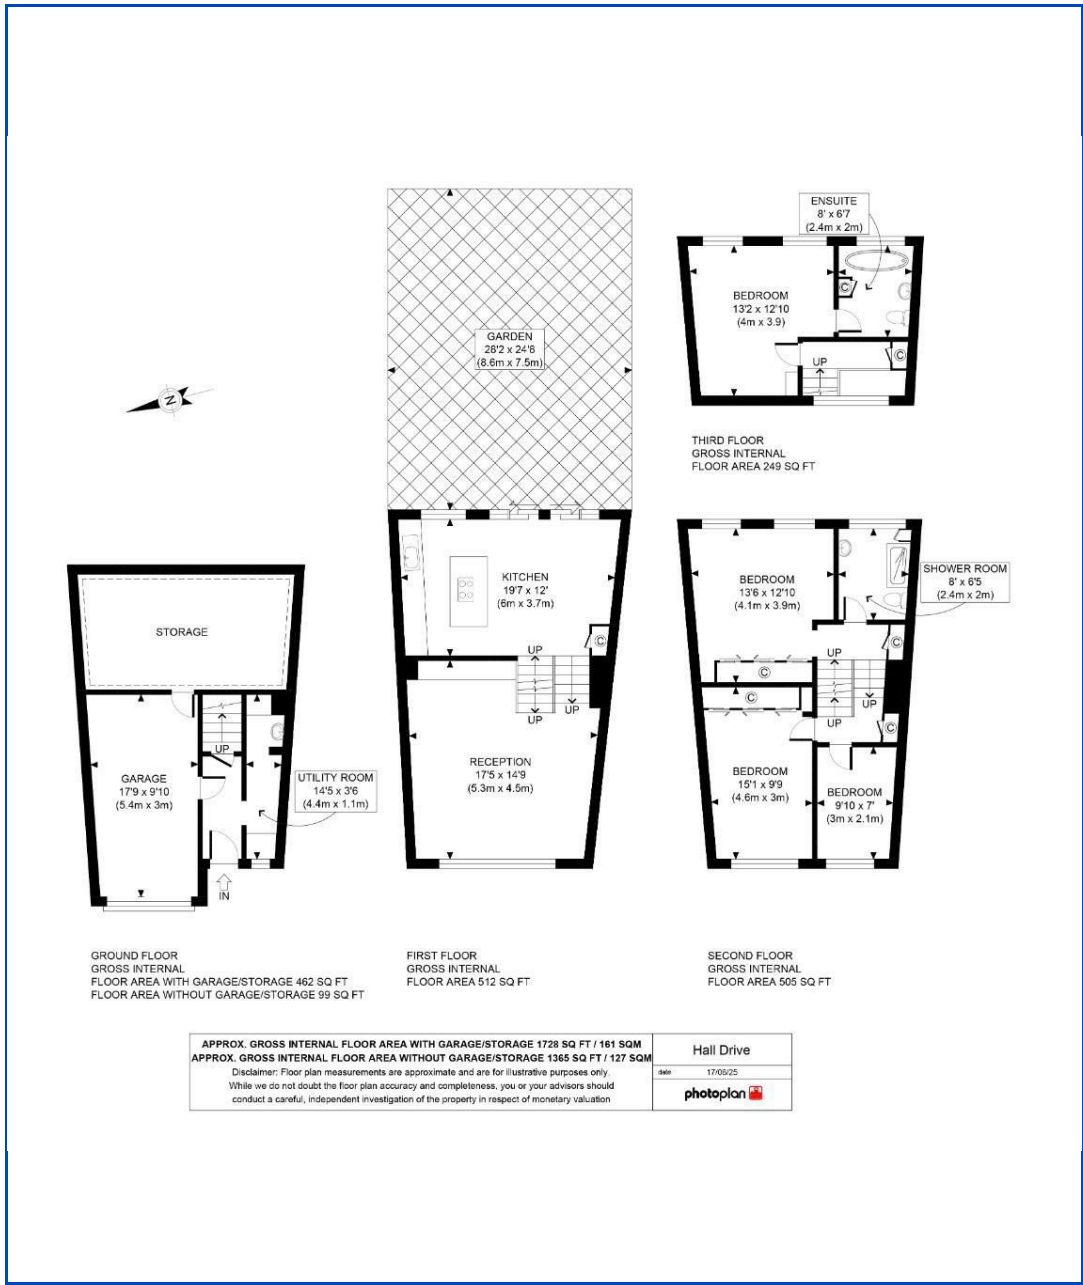 ENSUITE
8' x 6'7
(2.4m x 2m)
BEDROOM
13'2 x 12'10
(4m x 3.9)
C
C
UP
THIRD FLOOR
GROSS INTERNAL
FLOOR AREA 249 SQ FT
GARDEN
28'2 x 24'8
(8.6m x 7.5m)
N
KITCHEN
19'7 x 12'
(6m x 3.7m)
C
UP
UP
UP
RECEPTION
17'5 x 14'9
(5.3m x 4.5m)
FIRST FLOOR
GROSS INTERNAL
FLOOR AREA 512 SQ FT
STORAGE
UP
GARAGE
17'9 x 9'10
(5.4m x 3m)
UTILITY ROOM
14'5 x 3'6
(4.4m x 1.1m)
IN
GROUND FLOOR
GROSS INTERNAL
FLOOR AREA WITH GARAGE/STORAGE 462 SQ FT
FLOOR AREA WITHOUT GARAGE/STORAGE 99 SQ FT
BEDROOM
13'6 x 12'10
(4.1m x 3.9m)
SHOWER ROOM
8' x 6'5
(2.4m x 2m)
C
UP
C
C
UP
UP
C
BEDROOM
15'1 x 9'9
(4.6m x 3m)
BEDROOM
9'10 x 7'
(3m x 2.1m)
SECOND FLOOR
GROSS INTERNAL
FLOOR AREA 505 SQ FT
APPROX. GROSS INTERNAL FLOOR AREA WITH GARAGE/STORAGE 1728 SQ FT / 161 SQM
APPROX. GROSS INTERNAL FLOOR AREA WITHOUT GARAGE/STORAGE 1365 SQ FT / 127 SQM
Disclaimer: Floor plan measurements are approximate and are for illustrative purposes only.
While we do not doubt the floor plan accuracy and completeness, you or your advisors should
conduct a careful, independent investigation of the property in respect of monetary valuation
Hall Drive
date 17/06/25
photoplan